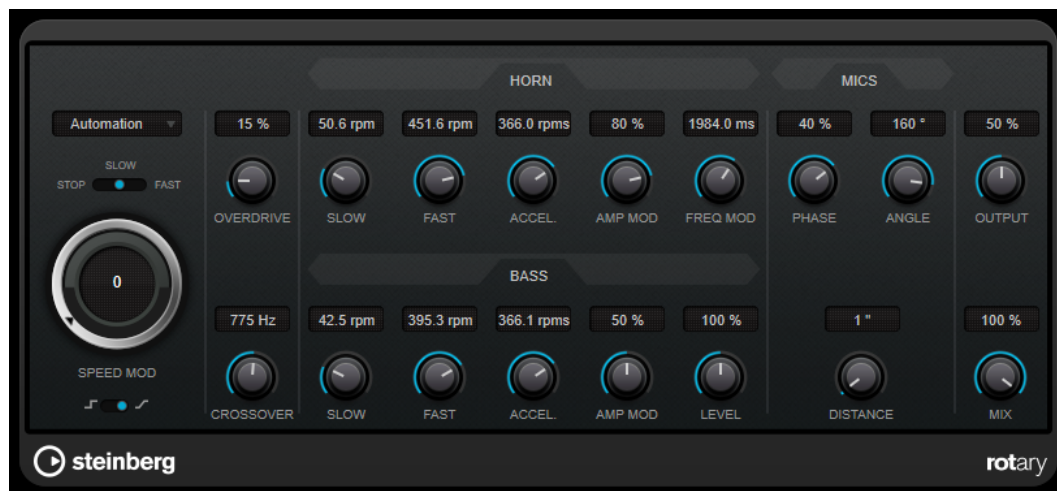 HORN
MICS
Automation
15 %
50.6 rpm
451.6 rpm
366.0 rpms
80 %
1984.0 ms
40 %
160 °
50 %
SLOW
STOP
FAST
OVERDRIVE
SLOW
FAST
ACCEL.
AMP MOD
FREQ MOD
PHASE
ANGLE
OUTPUT
BASS
0
775 Hz
42.5 rpm
395.3 rpm
366.1 rpms
50 %
100 %
1 "
100 %
SPEED MOD
CROSSOVER
SLOW
FAST
ACCEL.
AMP MOD
LEVEL
DISTANCE
MIX
steinberg
rotary